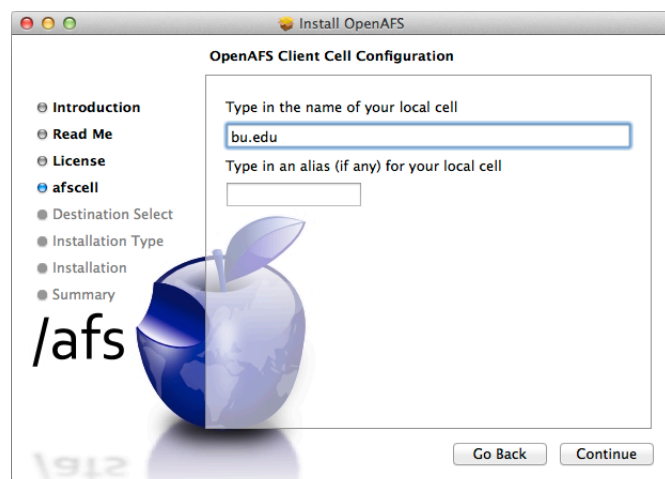 Install OpenAFS
OpenAFS Client Cell Configuration
Introduction
Read Me
License
afscell
Destination Select
Installation Type
Installation
Summary
/afs
Type in the name of your local cell
bu.edu
Type in an alias (if any) for your local cell
Go Back
Continue
/afs